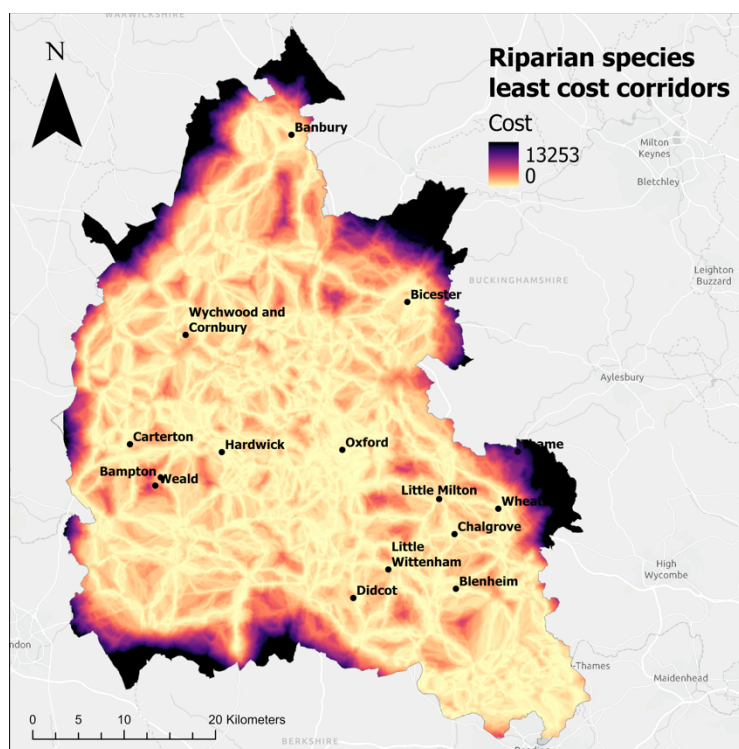 WARWICKSHIRE
N
Riparian species
least cost corridors
Cost
13253
0
Banbury
Milton
Keynes
Bletchley
BUCKINGHAMSHIRE
Leighton
Buzzard
Bicester
Wychwood and
Cornbury
Aylesbury
Carterton
Hardwick
Oxford
Bampton
Weald
Little Milton
Chalgrove
Little
Wittenham
Blenheim
Didcot
High
Wycombe
-Thames
Maidenhead
0 5 10 20 Kilometers
BERKSHIRE